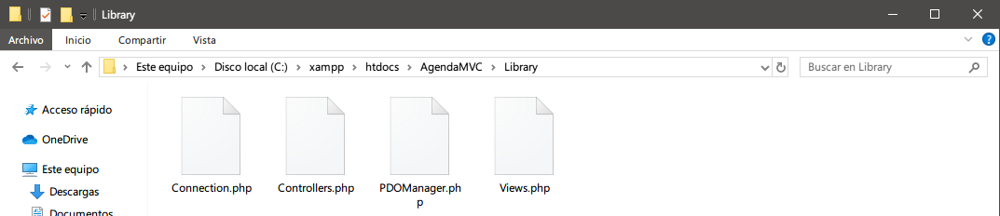 Library
Archivo Inicio Compartir Vista
Este equipo Disco local (C:) xampp htdocs AgendaMVC Library Buscar en Library
Acceso rápido
OneDrive
Este equipo
Descargas
Documentos
Connection.php Controllers.php PDOManager.ph Views.php
p